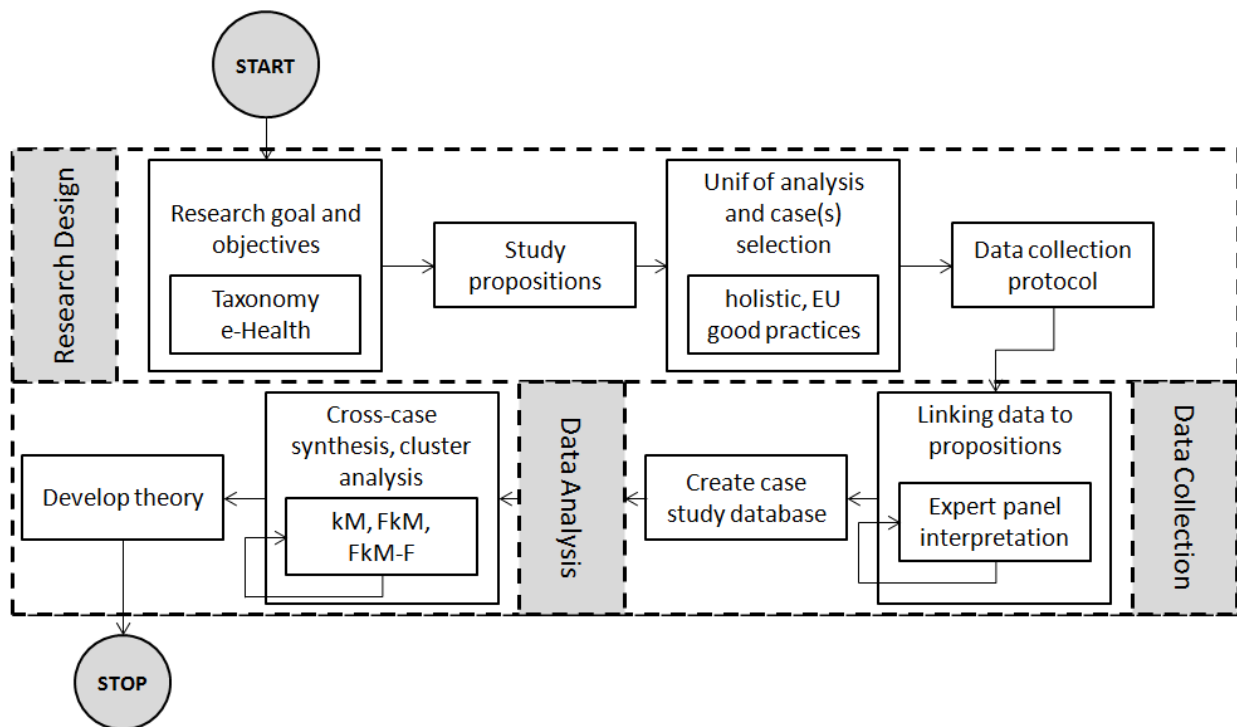 START
Research Design
Research goal and
objectives
Taxonomy
e-Health
Study
propositions
Unif of analysis
and case(s)
selection
holistic, EU
good practices
Data collection
protocol
Data Collection
Linking data to
propositions
Expert panel
interpretation
Create case
study database
Data Analysis
Cross-case
synthesis, cluster
analysis
kM, FkM,
FkM-F
Develop theory
STOP